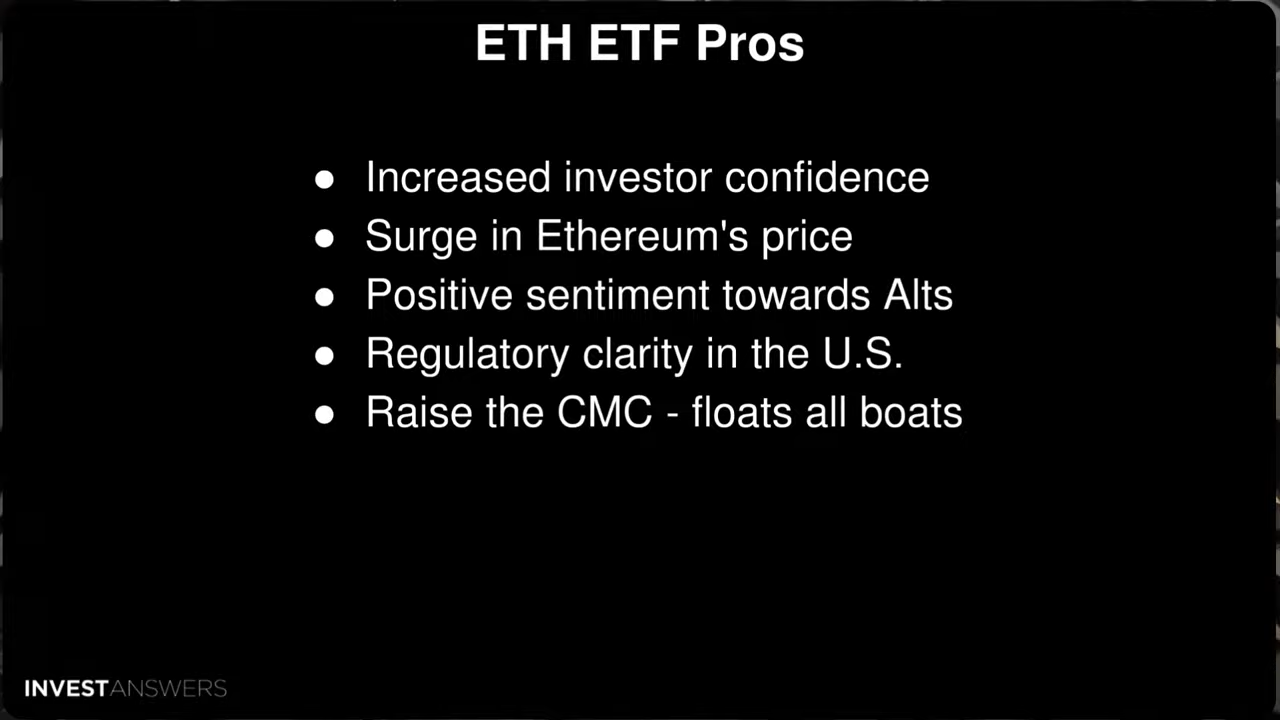 ETH ETF Pros
● Increased investor confidence
● Surge in Ethereum's price
● Positive sentiment towards Alts
● Regulatory clarity in the U.S.
● Raise the CMC - floats all boats
INVESTANSWERS